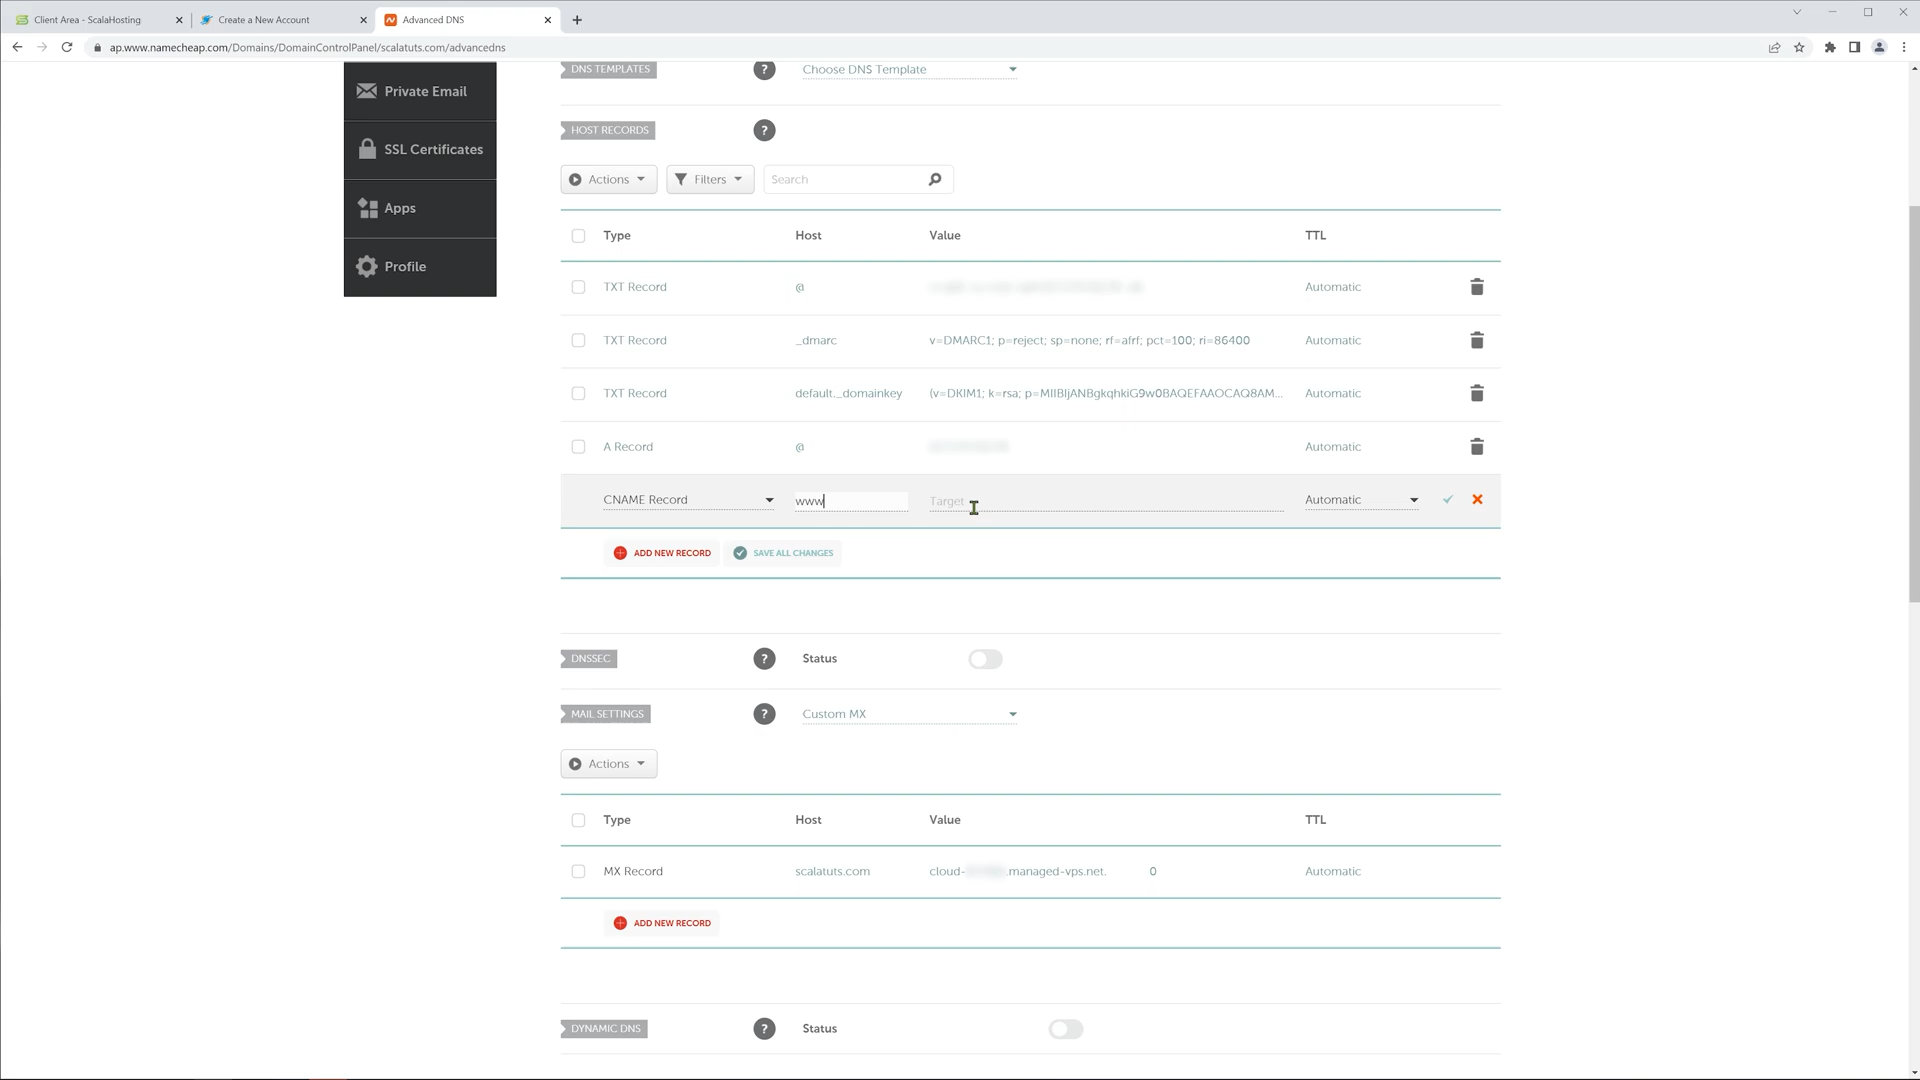 Client Area - ScalaHosting
Create a New Account
Advanced DNS
ap.www.namecheap.com/Domains/DomainControlPanel/scalatuts.com/advancedns
Private Email
SSL Certificates
Apps
Profile
DNS TEMPLATES ? Choose DNS Template
HOST RECORDS ?
Actions Filters Search
Type Host Value TTL
TXT Record @ Automatic
TXT Record _dmarc v=DMARC1; p=reject; sp=none; rf=afrf; pct=100; ri=86400 Automatic
TXT Record default._domainkey (v=DKIM1; k=rsa; p=MIIBIjANBgkqhkiG9w0BAQEFAAOCAQ8AM... Automatic
A Record @ Automatic
CNAME Record www Target Automatic
ADD NEW RECORD SAVE ALL CHANGES
DNSSEC ? Status
MAIL SETTINGS ? Custom MX
Actions
Type Host Value TTL
MX Record scalatuts.com cloud- .managed-vps.net. 0 Automatic
ADD NEW RECORD
DYNAMIC DNS ? Status